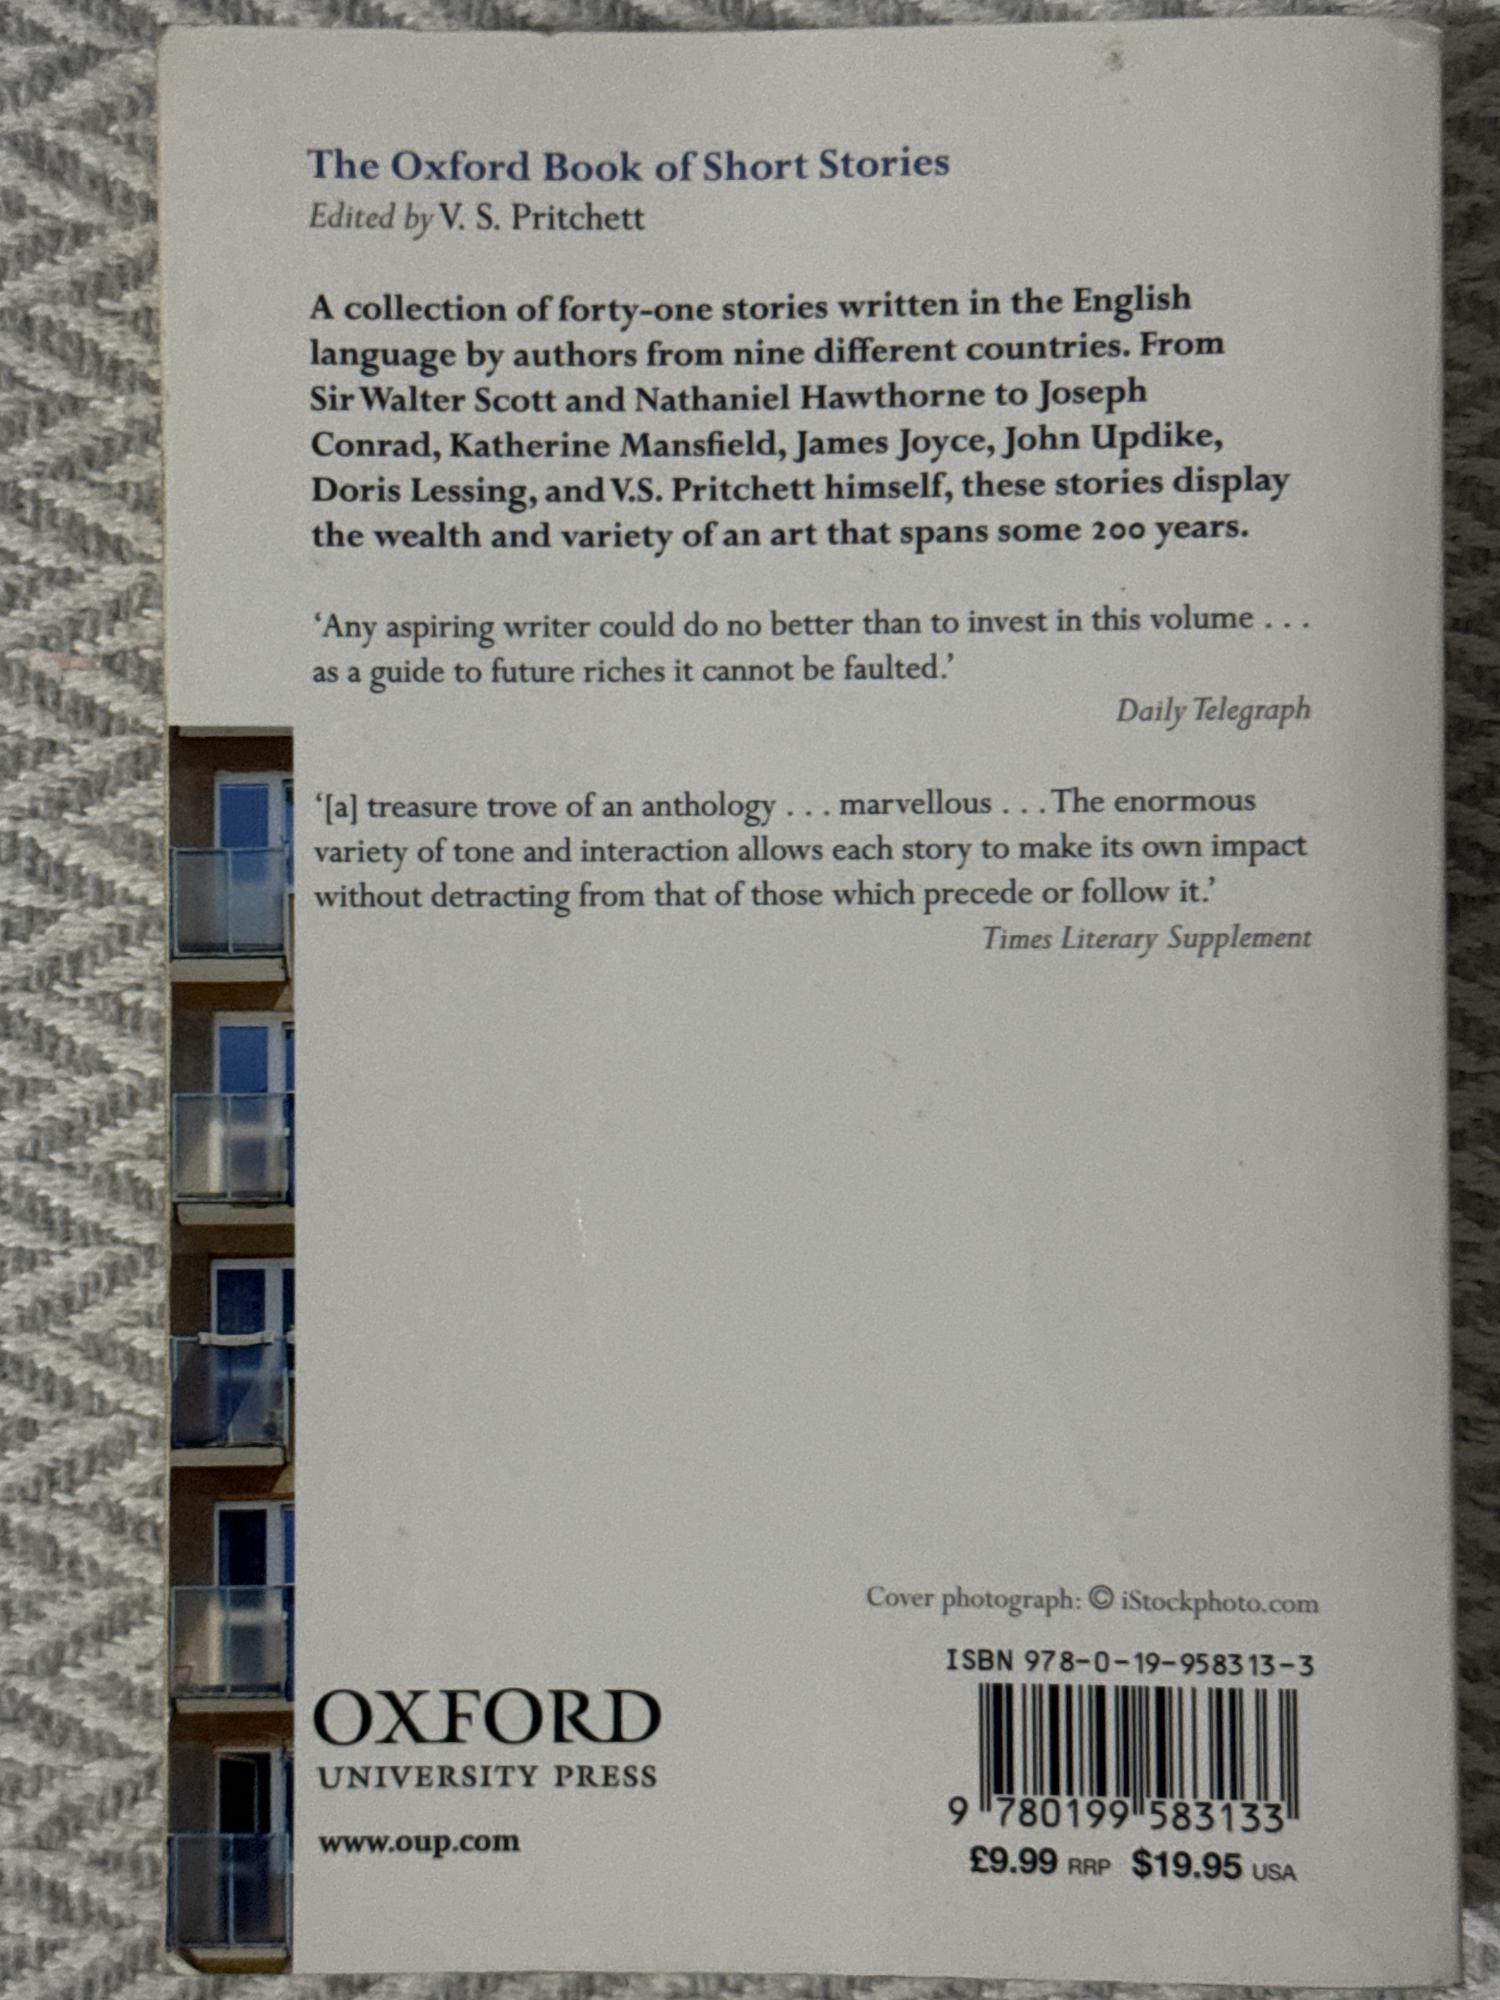 The Oxford Book of Short Stories
Edited by V. S. Pritchett
A collection of forty-one stories written in the English
language by authors from nine different countries. From
Sir Walter Scott and Nathaniel Hawthorne to Joseph
Conrad, Katherine Mansfield, James Joyce, John Updike,
Doris Lessing, and V.S. Pritchett himself, these stories display
the wealth and variety of an art that spans some 200 years.
‘Any aspiring writer could do no better than to invest in this volume . . .
as a guide to future riches it cannot be faulted.’
Daily Telegraph
‘[a] treasure trove of an anthology . . . marvellous . . . The enormous
variety of tone and interaction allows each story to make its own impact
without detracting from that of those which precede or follow it.’
Times Literary Supplement
Cover photograph: © iStockphoto.com
ISBN 978-0-19-958313-3
OXFORD
UNIVERSITY PRESS
www.oup.com
9 780199 583133
£9.99 RRP $19.95 USA